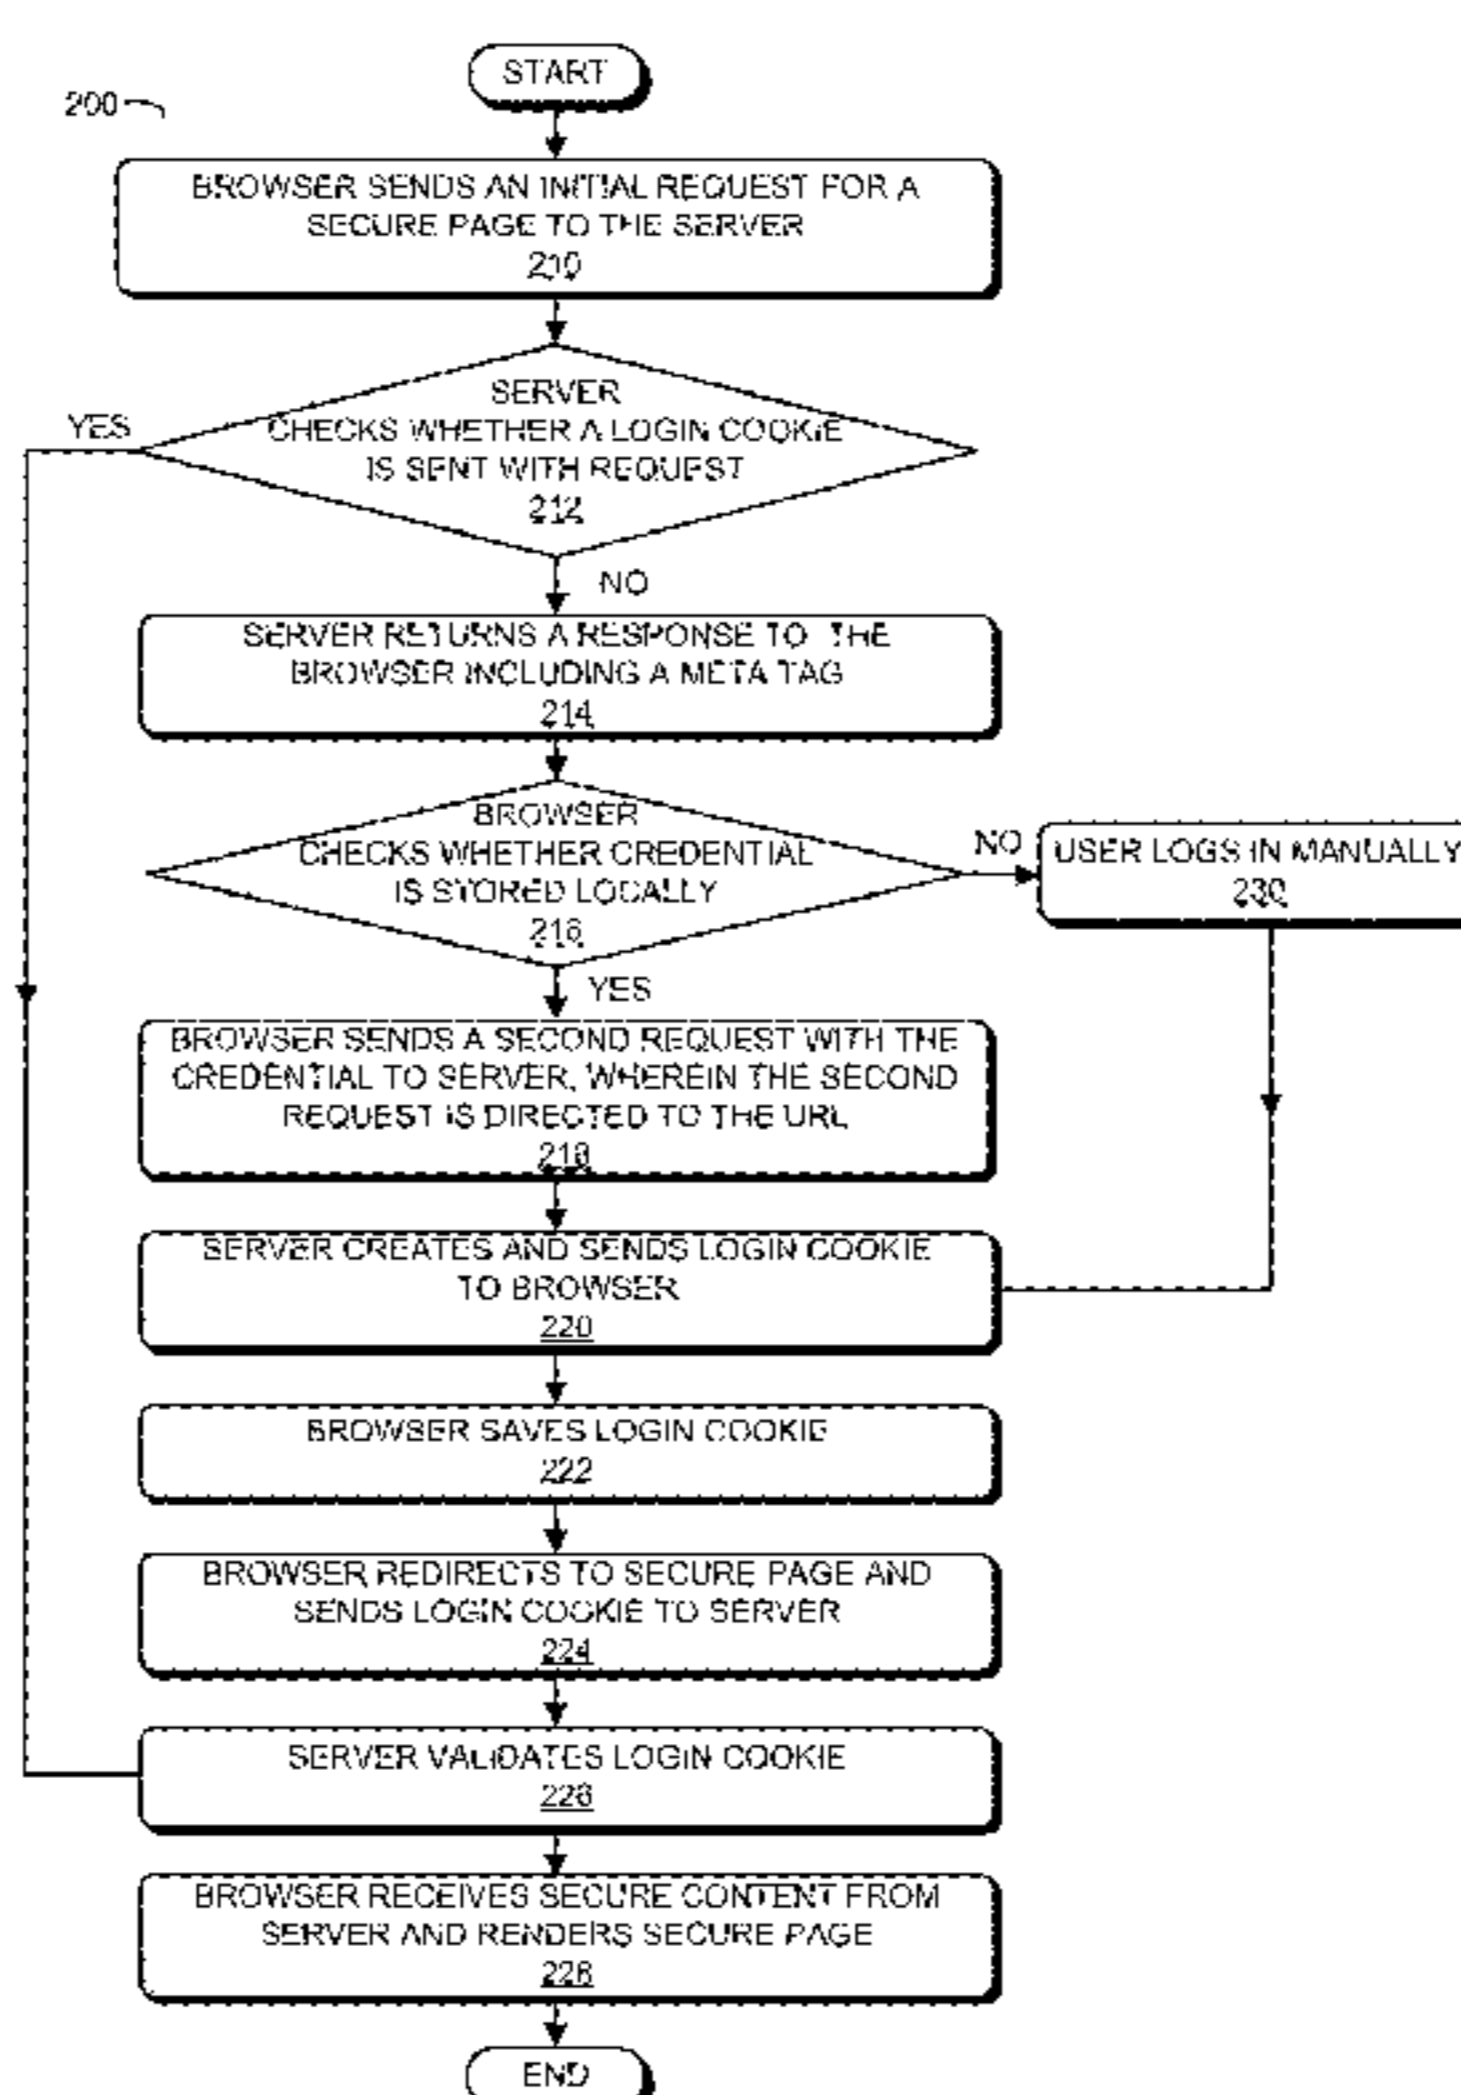 START
200
BROWSER SENDS AN INITIAL REQUEST FOR A
SECURE PAGE TO THE SERVER
210
SERVER
CHECKS WHETHER A LOGIN COOKIE
IS SENT WITH REQUEST
212
YES
NO
SERVER RETURNS A RESPONSE TO THE
BROWSER INCLUDING A META TAG
214
BROWSER
CHECKS WHETHER CREDENTIAL
IS STORED LOCALLY
216
NO
USER LOGS IN MANUALLY
230
YES
BROWSER SENDS A SECOND REQUEST WITH THE
CREDENTIAL TO SERVER, WHEREIN THE SECOND
REQUEST IS DIRECTED TO THE URL
218
SERVER CREATES AND SENDS LOGIN COOKIE
TO BROWSER
220
BROWSER SAVES LOGIN COOKIE
222
BROWSER REDIRECTS TO SECURE PAGE AND
SENDS LOGIN COOKIE TO SERVER
224
SERVER VALIDATES LOGIN COOKIE
226
BROWSER RECEIVES SECURE CONTENT FROM
SERVER AND RENDERS SECURE PAGE
228
END